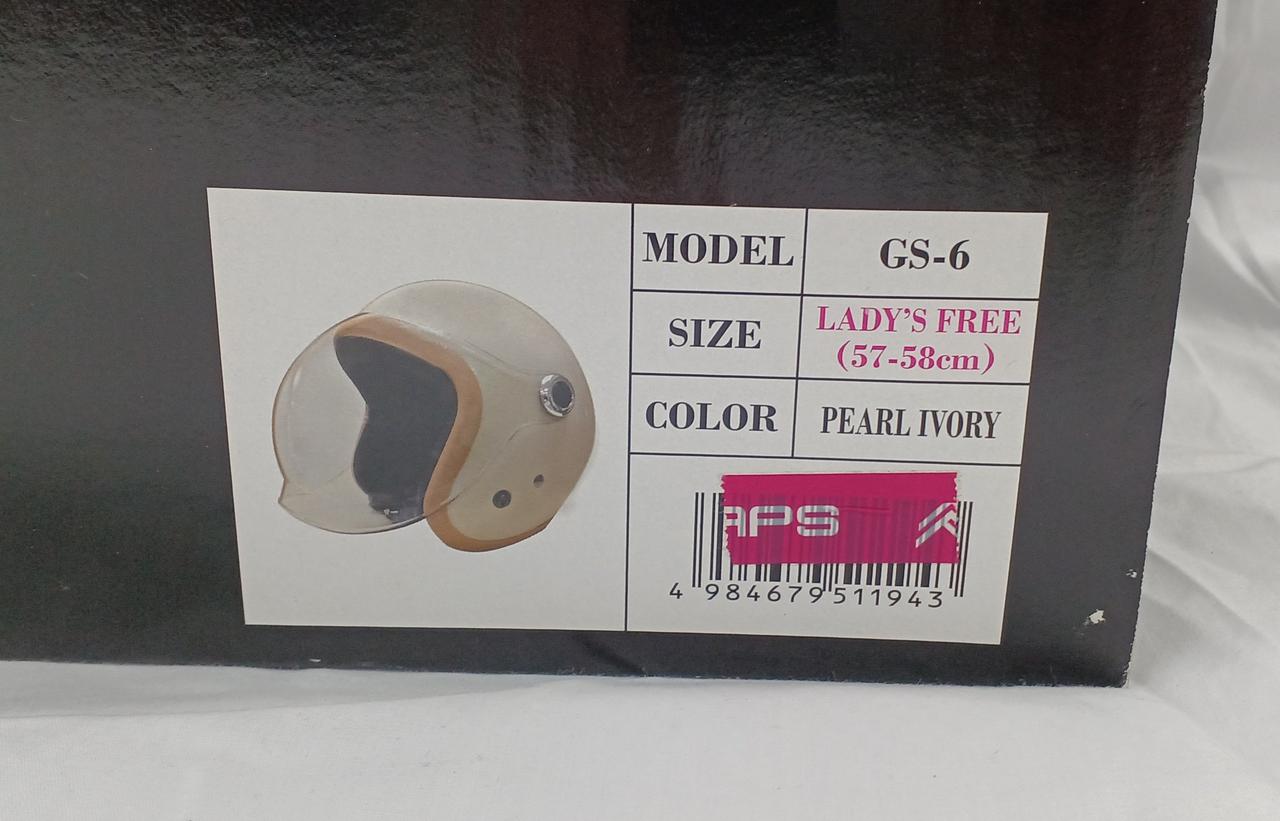 MODEL GS-6
SIZE LADY'S FREE
(57-58cm)
COLOR PEARL IVORY
APS
4 984679 511943